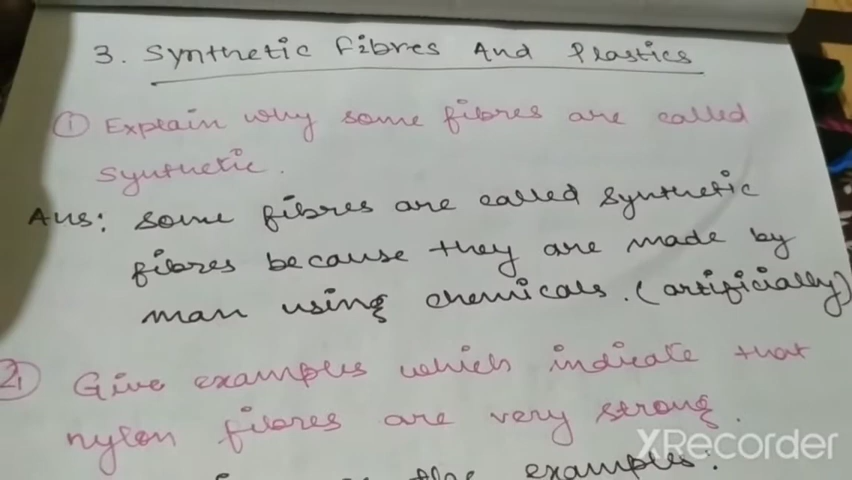 3. Synthetic Fibres And Plastics
① Explain why some fibres are called
synthetic.
Ans: Some fibres are called synthetic
fibres because they are made by
man using chemicals. (artificially)
2) Give examples which indicate that
nylon fibres are very strong.
the examples:
XRecorder